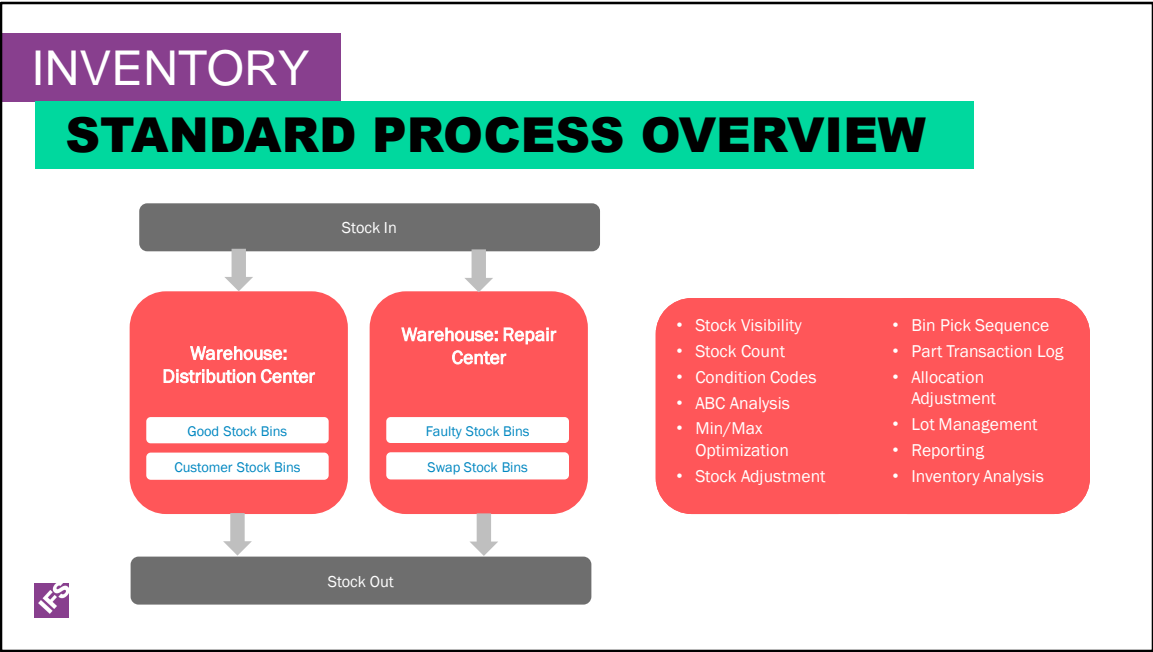 INVENTORY
STANDARD PROCESS OVERVIEW
Stock In
Warehouse:
Distribution Center
Good Stock Bins
Customer Stock Bins
Warehouse: Repair
Center
Faulty Stock Bins
Swap Stock Bins
• Stock Visibility
• Stock Count
• Condition Codes
• ABC Analysis
• Min/Max
Optimization
• Stock Adjustment
• Bin Pick Sequence
• Part Transaction Log
• Allocation
Adjustment
• Lot Management
• Reporting
• Inventory Analysis
Stock Out
IFS